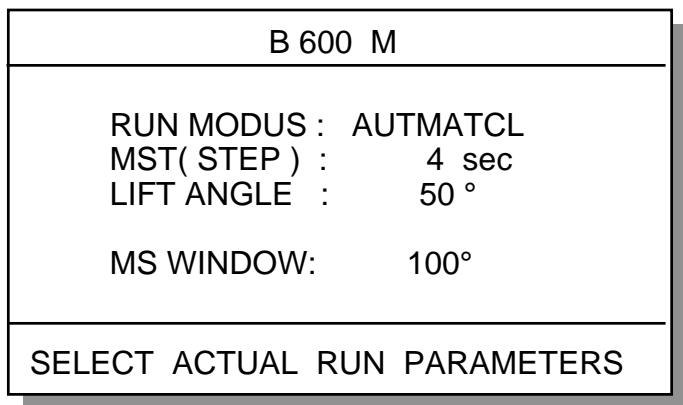 B 600 M
RUN MODUS : AUTMATCL
MST( STEP ) : 4 sec
LIFT ANGLE : 50 °
MS WINDOW: 100°
SELECT ACTUAL RUN PARAMETERS